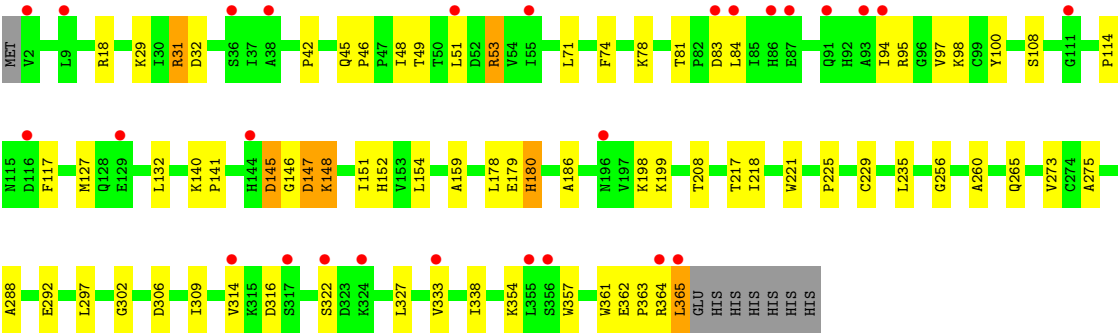 MET V2 L9 R18 K29 I30 R31 D32 S36 I37 A38 P42 Q45 P46 P47 I48 T49 T50 L51 D52 R53 V54 I55 L71 F74 K78 T81 P82 D83 L84 I85 H86 E87 Q91 H92 A93 I94 R95 G96 V97 K98 C99 Y100 S108 G111 P114
N115 D116 F117 M127 Q128 E129 L132 K140 P141 H144 D145 G146 D147 K148 I151 H152 V153 L154 A159 L178 E179 H180 A186 N196 V197 K198 K199 T208 T217 I218 W221 P225 C229 L235 G256 A260 Q265 V273 C274 A275
A288 E292 L297 G302 D306 I309 V314 K315 D316 S317 S322 D323 K324 L327 V333 I338 K354 L355 S356 W357 W361 E362 P363 R364 L365 GLU HIS HIS HIS HIS HIS HIS